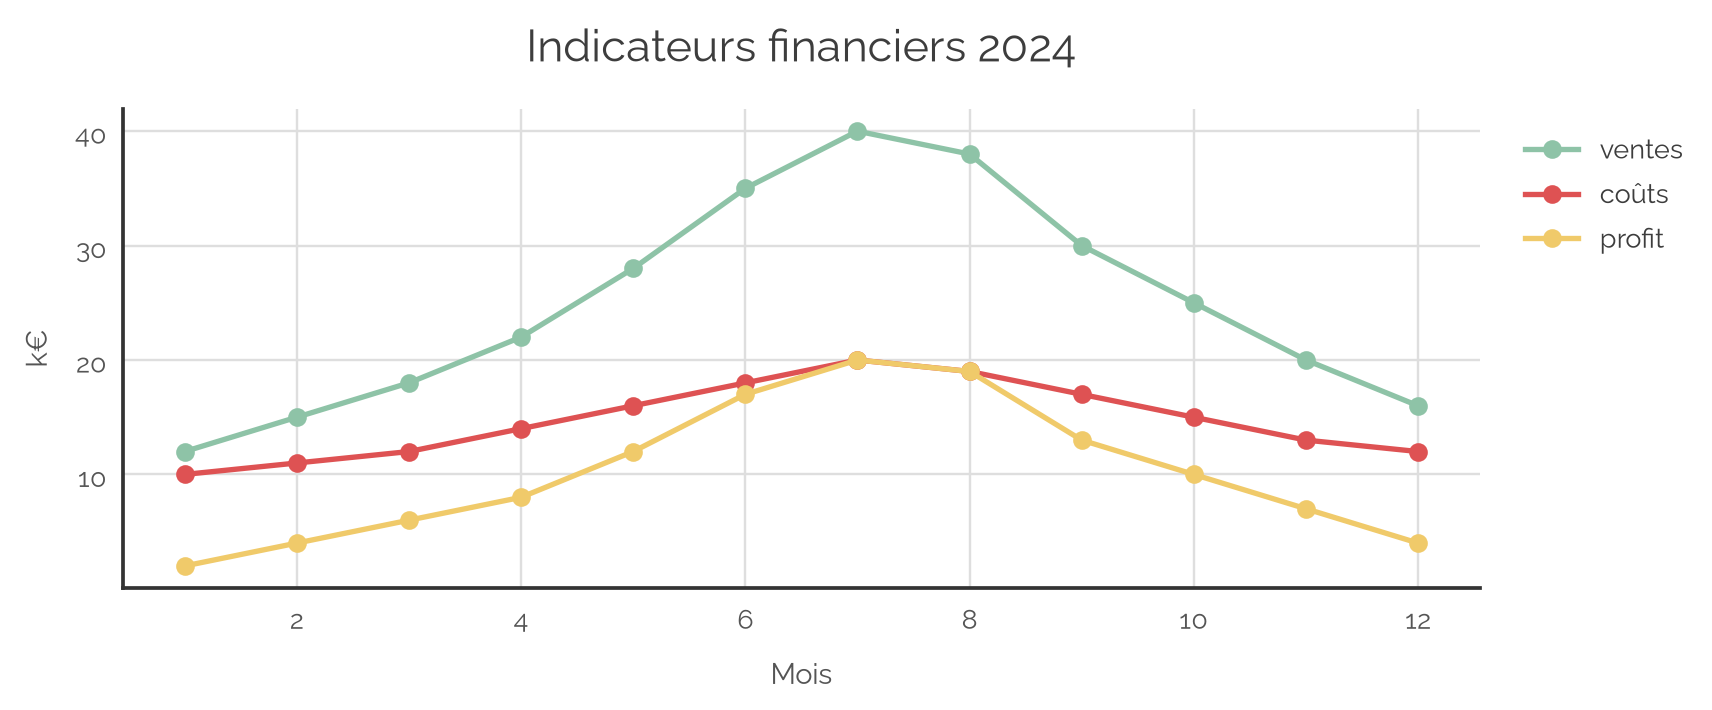 Indicateurs financiers 2024
40
30
20
10
k€
2 4 6 8 10 12
Mois
ventes
coûts
profit